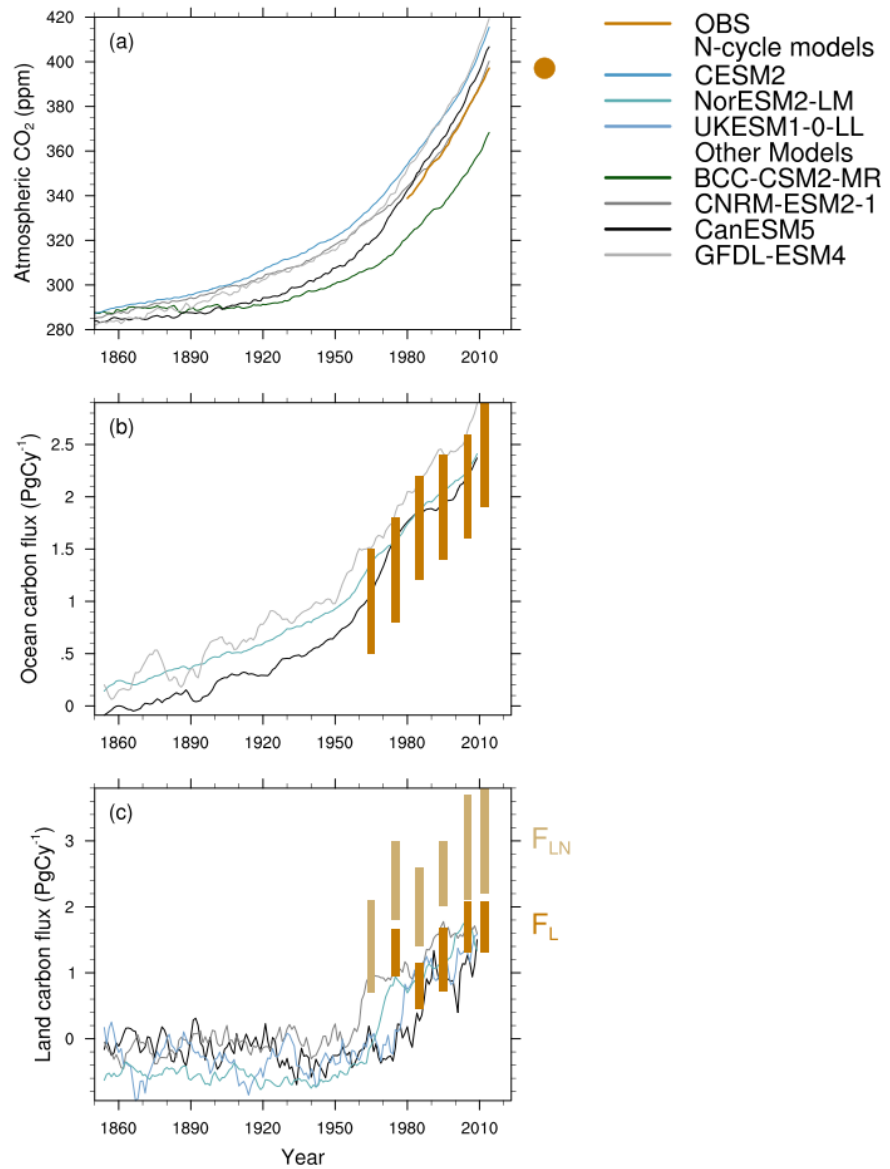 (a)
Atmospheric CO₂ (ppm)
420
400
380
360
340
320
300
280
1860 1890 1920 1950 1980 2010
OBS
N-cycle models
CESM2
NorESM2-LM
UKESM1-0-LL
Other Models
BCC-CSM2-MR
CNRM-ESM2-1
CanESM5
GFDL-ESM4
(b)
Ocean carbon flux (PgCy⁻¹)
2.5
2
1.5
1
.5
0
1860 1890 1920 1950 1980 2010
(c)
Land carbon flux (PgCy⁻¹)
3
2
1
0
1860 1890 1920 1950 1980 2010
Year
F_LN
F_L